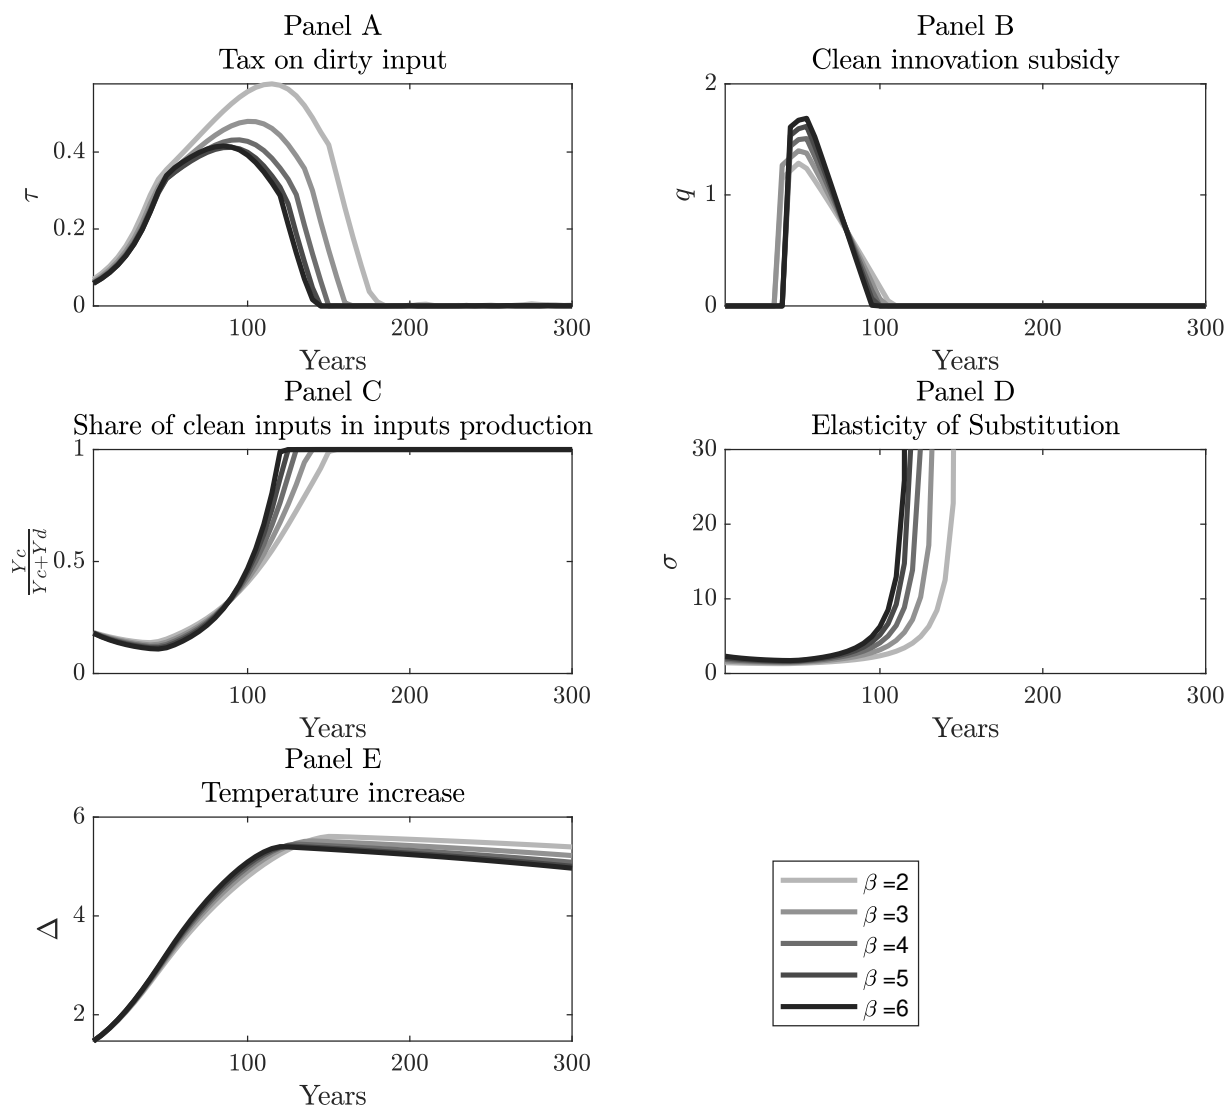 Panel A
Tax on dirty input
τ
0.4
0.2
0
100
200
300
Years
Panel B
Clean innovation subsidy
q
2
1
0
100
200
300
Years
Panel C
Share of clean inputs in inputs production
Yc
Yc+Yd
1
0.5
0
100
200
300
Years
Panel D
Elasticity of Substitution
σ
30
20
10
0
100
200
300
Years
Panel E
Temperature increase
Δ
6
4
2
100
200
300
Years
β =2
β =3
β =4
β =5
β =6